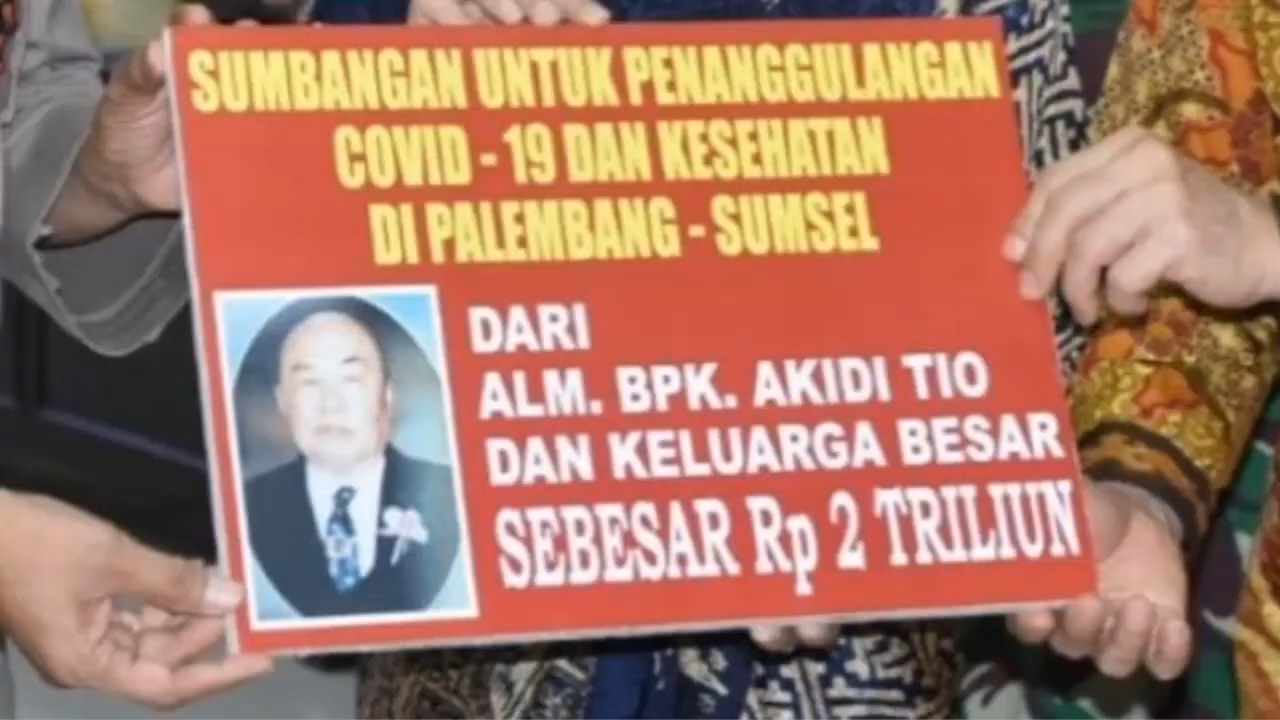 SUMBANGAN UNTUK PENANGGULANGAN
COVID - 19 DAN KESEHATAN
DI PALEMBANG - SUMSEL
DARI
ALM. BPK. AKIDI TIO
DAN KELUARGA BESAR
SEBESAR Rp 2 TRILIUN